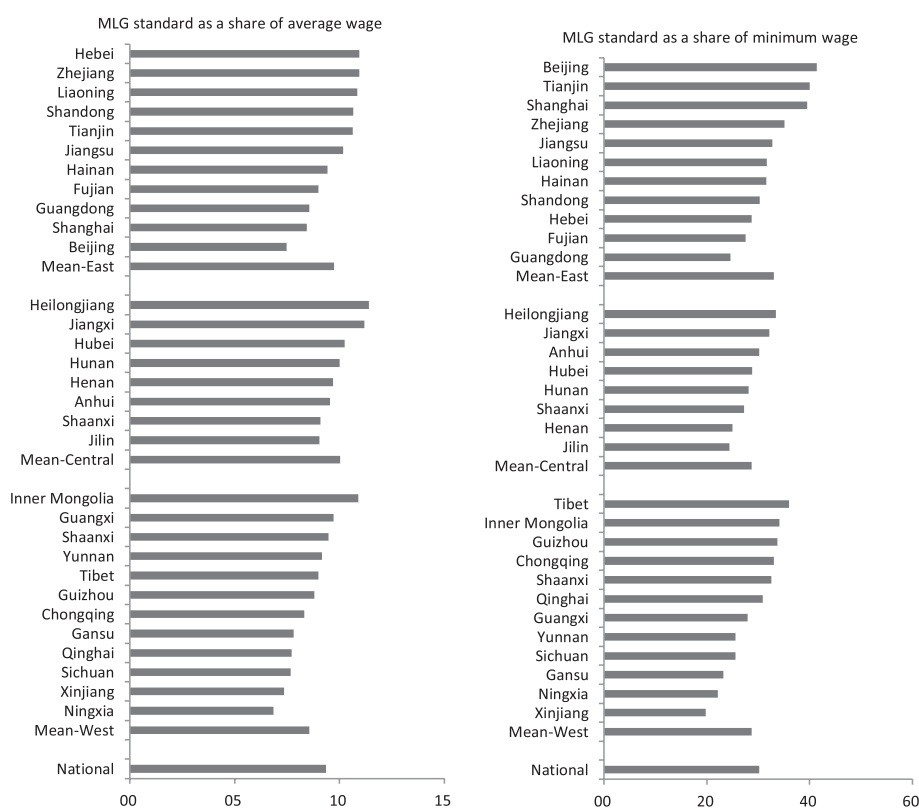 MLG standard as a share of average wage
Hebei
Zhejiang
Liaoning
Shandong
Tianjin
Jiangsu
Hainan
Fujian
Guangdong
Shanghai
Beijing
Mean-East
Heilongjiang
Jiangxi
Hubei
Hunan
Henan
Anhui
Shaanxi
Jilin
Mean-Central
Inner Mongolia
Guangxi
Shaanxi
Yunnan
Tibet
Guizhou
Chongqing
Gansu
Qinghai
Sichuan
Xinjiang
Ningxia
Mean-West
National
00 05 10 15
MLG standard as a share of minimum wage
Beijing
Tianjin
Shanghai
Zhejiang
Jiangsu
Liaoning
Hainan
Shandong
Hebei
Fujian
Guangdong
Mean-East
Heilongjiang
Jiangxi
Anhui
Hubei
Hunan
Shaanxi
Henan
Jilin
Mean-Central
Tibet
Inner Mongolia
Guizhou
Chongqing
Shaanxi
Qinghai
Guangxi
Yunnan
Sichuan
Gansu
Ningxia
Xinjiang
Mean-West
National
00 20 40 60